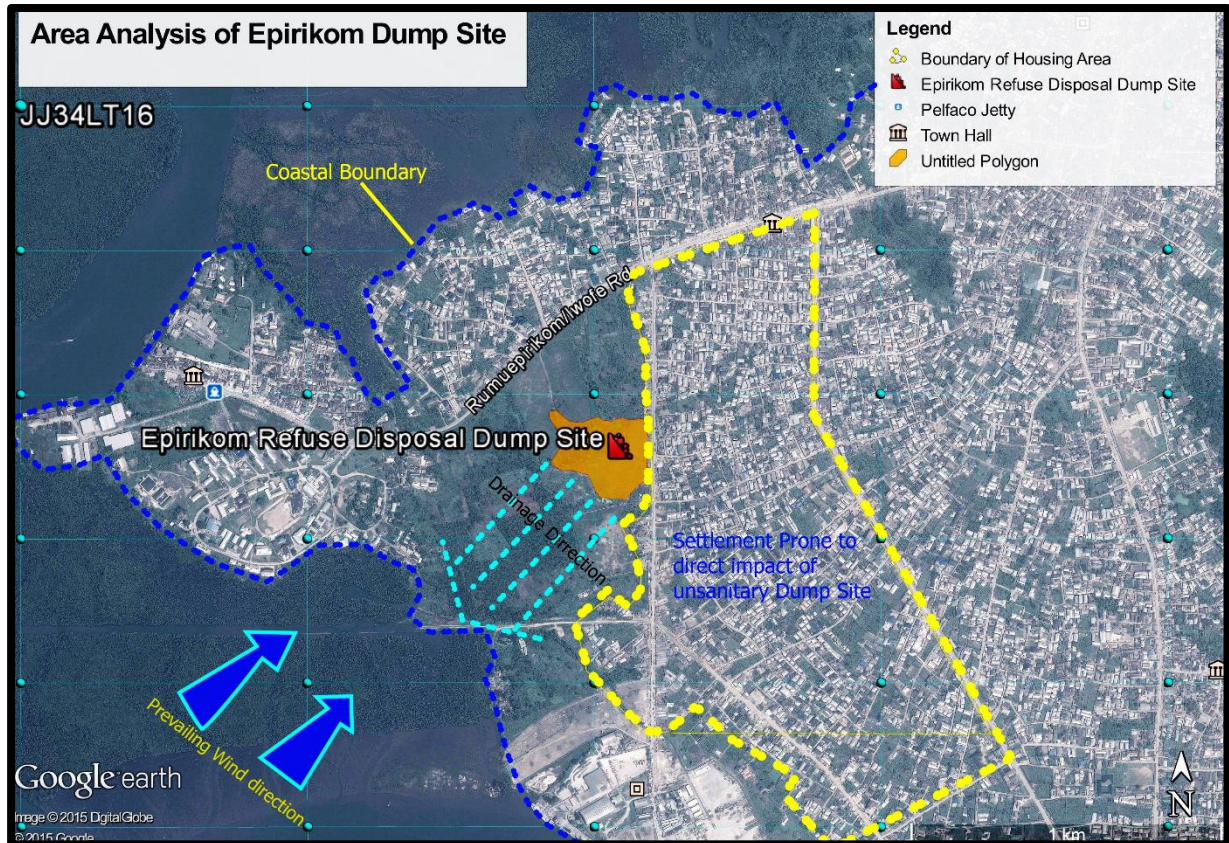 Area Analysis of Epirikom Dump Site
JJ34LT16
Legend
Boundary of Housing Area
Epirikom Refuse Disposal Dump Site
Pelfaco Jetty
Town Hall
Untitled Polygon
Coastal Boundary
Rumuepirikom/Iwofe Rd
Epirikom Refuse Disposal Dump Site
Drainage Dirrection
Settlement Prone to
direct impact of
unsanitary Dump Site
Prevailing Wind direction
Google earth
Image © 2015 DigitalGlobe
© 2015 Google
N
1 km